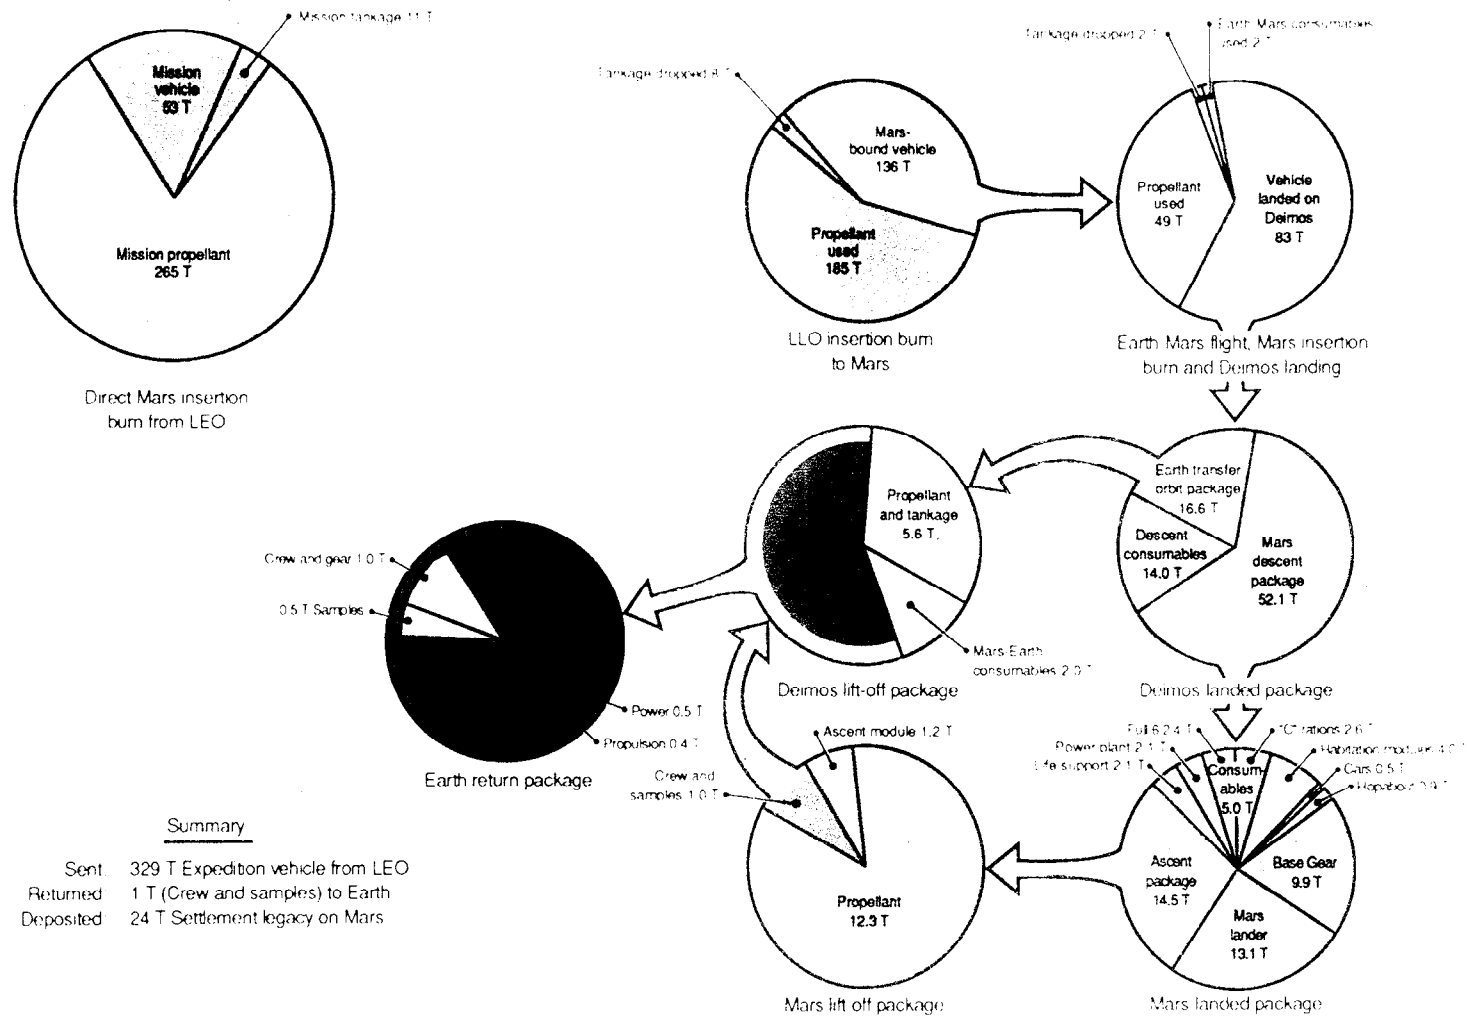 Mission tankage 11 T
Mission
vehicle
53 T
Mission propellant
265 T
Direct Mars insertion
burn from LEO
Tankage dropped 8 T
Mars-
bound vehicle
136 T
Propellant
used
185 T
LLO insertion burn
to Mars
Tankage dropped 2 T
Earth Mars consumables
used 2 T
Propellant
used
49 T
Vehicle
landed on
Deimos
83 T
Earth Mars flight, Mars insertion
burn and Deimos landing
Earth transfer
orbit package
16.6 T
Descent
consumables
14.0 T
Mars
descent
package
52.1 T
Deimos landed package
Propellant
and tankage
5.6 T
Mars-Earth
consumables 2.0 T
Deimos lift-off package
Crew and gear 1.0 T
0.5 T Samples
Power 0.5 T
Propulsion 0.4 T
Earth return package
Ascent module 1.2 T
Crew and
samples 1.0 T
Propellant
12.3 T
Mars lift off package
2.4 T
Power plant 2.1 T
Life support 2.1 T
Consum-
ables
5.0 T
rations 2.6 T
Habitation modules 4.0 T
Cars 0.5 T
Base Gear
9.9 T
Ascent
package
14.5 T
Mars
lander
13.1 T
Mars landed package
Summary
Sent: 329 T Expedition vehicle from LEO
Returned: 1 T (Crew and samples) to Earth
Deposited: 24 T Settlement legacy on Mars